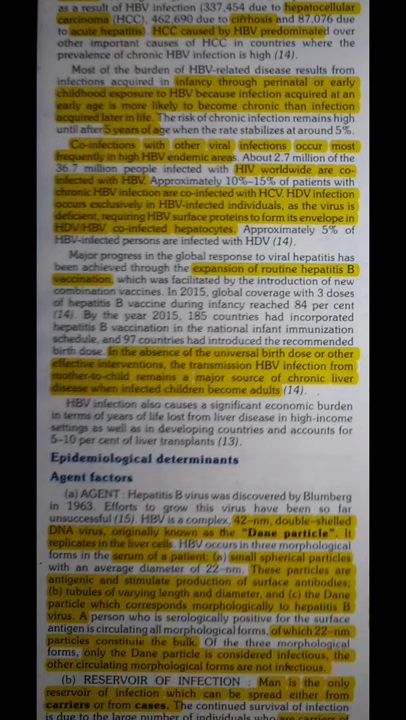 as a result of HBV infection (337,454 due to hepatocellular
carcinoma (HCC), 462,690 due to cirrhosis and 87,076 due
to acute hepatitis). HCC caused by HBV predominated over
other important causes of HCC in countries where the
prevalence of chronic HBV infection is high (14).
Most of the burden of HBV-related disease results from
infections acquired in infancy through perinatal or early
childhood exposure to HBV because infection acquired at an
early age is more likely to become chronic than infection
acquired later in life. The risk of chronic infection remains high
until after 5 years of age when the rate stabilizes at around 5%.
Co-infections with other viral infections occur most
frequently in high HBV endemic areas. About 2.7 million of the
36.7 million people infected with HIV worldwide are co-
infected with HBV. Approximately 10%–15% of patients with
chronic HBV infection are co-infected with HCV. HDV infection
occurs exclusively in HBV-infected individuals, as the virus is
deficient, requiring HBV surface proteins to form its envelope in
HDV/HBV co-infected hepatocytes. Approximately 5% of
HBV-infected persons are infected with HDV (14).
Major progress in the global response to viral hepatitis has
been achieved through the expansion of routine hepatitis B
vaccination, which was facilitated by the introduction of new
combination vaccines. In 2015, global coverage with 3 doses
of hepatitis B vaccine during infancy reached 84 per cent
(14). By the year 2015, 185 countries had incorporated
hepatitis B vaccination in the national infant immunization
schedule, and 97 countries had introduced the recommended
birth dose. In the absence of the universal birth dose or other
effective interventions, the transmission HBV infection from
mother-to-child remains a major source of chronic liver
disease when infected children become adults (14).
HBV infection also causes a significant economic burden
in terms of years of life lost from liver disease in high-income
settings as well as in developing countries and accounts for
5–10 per cent of liver transplants (13).
Epidemiological determinants
Agent factors
(a) AGENT : Hepatitis B virus was discovered by Blumberg
in 1963. Efforts to grow this virus have been so far
unsuccessful (15). HBV is a complex, 42–nm, double–shelled
DNA virus, originally known as the "Dane particle". It
replicates in the liver cells. HBV occurs in three morphological
forms in the serum of a patient: (a) small spherical particles
with an average diameter of 22–nm. These particles are
antigenic and stimulate production of surface antibodies;
(b) tubules of varying length and diameter, and (c) the Dane
particle which corresponds morphologically to hepatitis B
virus. A person who is serologically positive for the surface
antigen is circulating all morphological forms, of which 22–nm
particles constitute the bulk. Of the three morphological
forms, only the Dane particle is considered infectious, the
other circulating morphological forms are not infectious.
(b) RESERVOIR OF INFECTION : Man is the only
reservoir of infection which can be spread either from
carriers or from cases. The continued survival of infection
is due to the large number of individuals who are carriers of